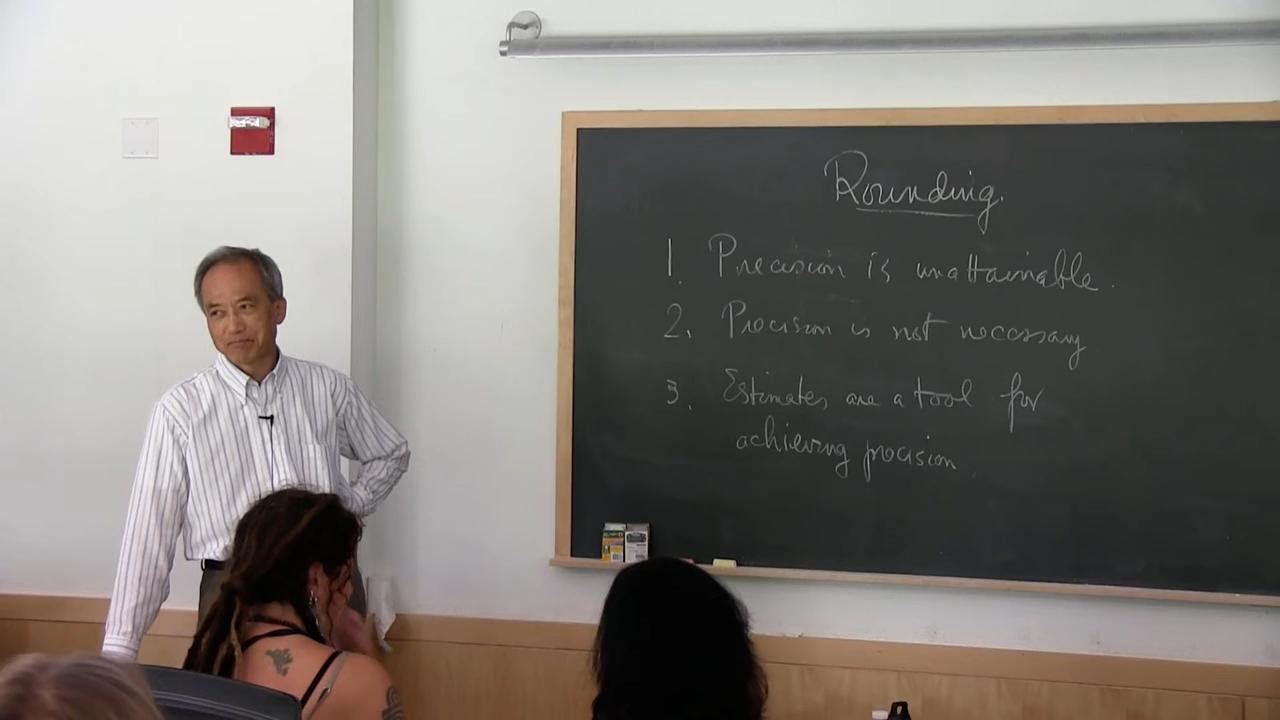 Rounding.
1. Precision is unattainable.
2. Precision is not necessary
3. Estimates are a tool for
achieving precision